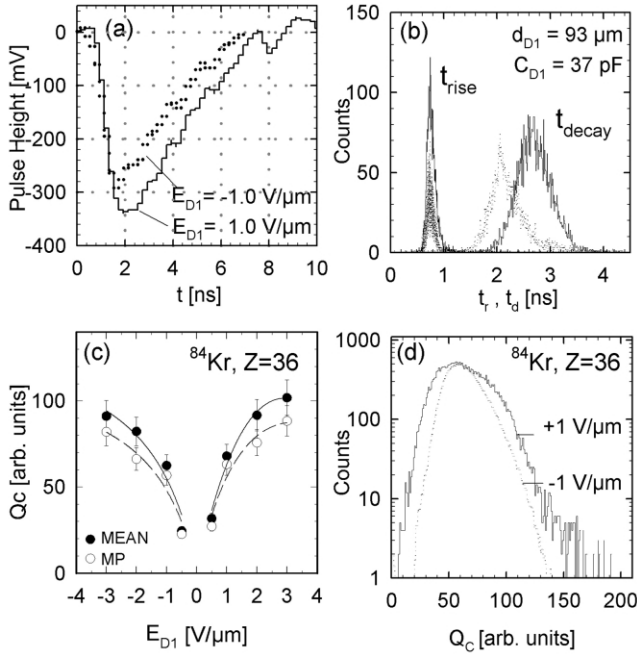 (a)
0
-100
-200
-300
-400
Pulse Height [mV]
E_D1 = -1.0 V/µm
E_D1 = 1.0 V/µm
0 2 4 6 8 10
t [ns]
(b)
d_D1 = 93 µm
C_D1 = 37 pF
t_rise
t_decay
150
100
50
0
Counts
0 1 2 3 4
t_r , t_d [ns]
(c)
⁸⁴Kr, Z=36
100
50
0
Qc [arb. units]
MEAN
MP
-4 -3 -2 -1 0 1 2 3 4
E_D1 [V/µm]
(d)
⁸⁴Kr, Z=36
1000
100
10
1
Counts
+1 V/µm
-1 V/µm
0 50 100 150 200
Q_C [arb. units]